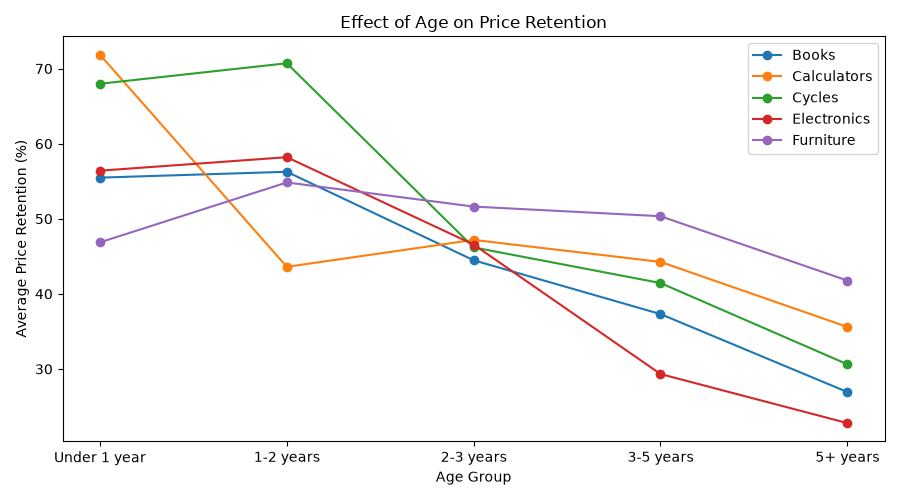 Effect of Age on Price Retention
Average Price Retention (%)
70
60
50
40
30
Books
Calculators
Cycles
Electronics
Furniture
Under 1 year
1-2 years
2-3 years
3-5 years
5+ years
Age Group